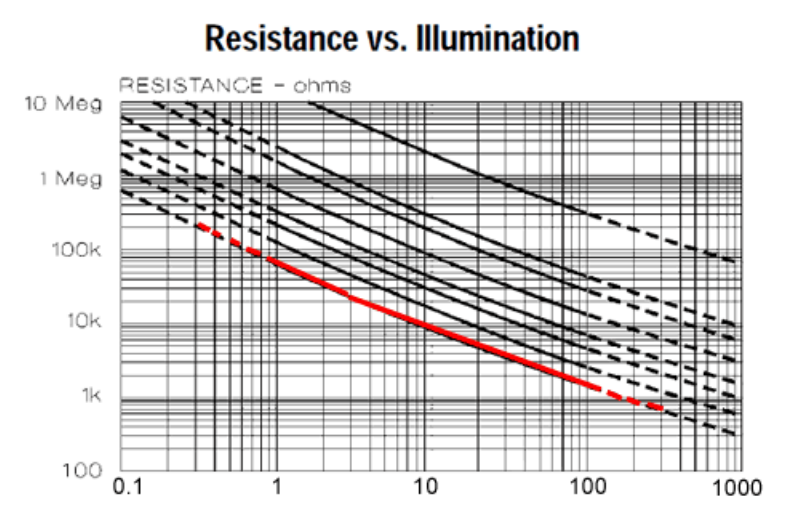 Resistance vs. Illumination
RESISTANCE - ohms
10 Meg
1 Meg
100k
10k
1k
100
0.1 1 10 100 1000